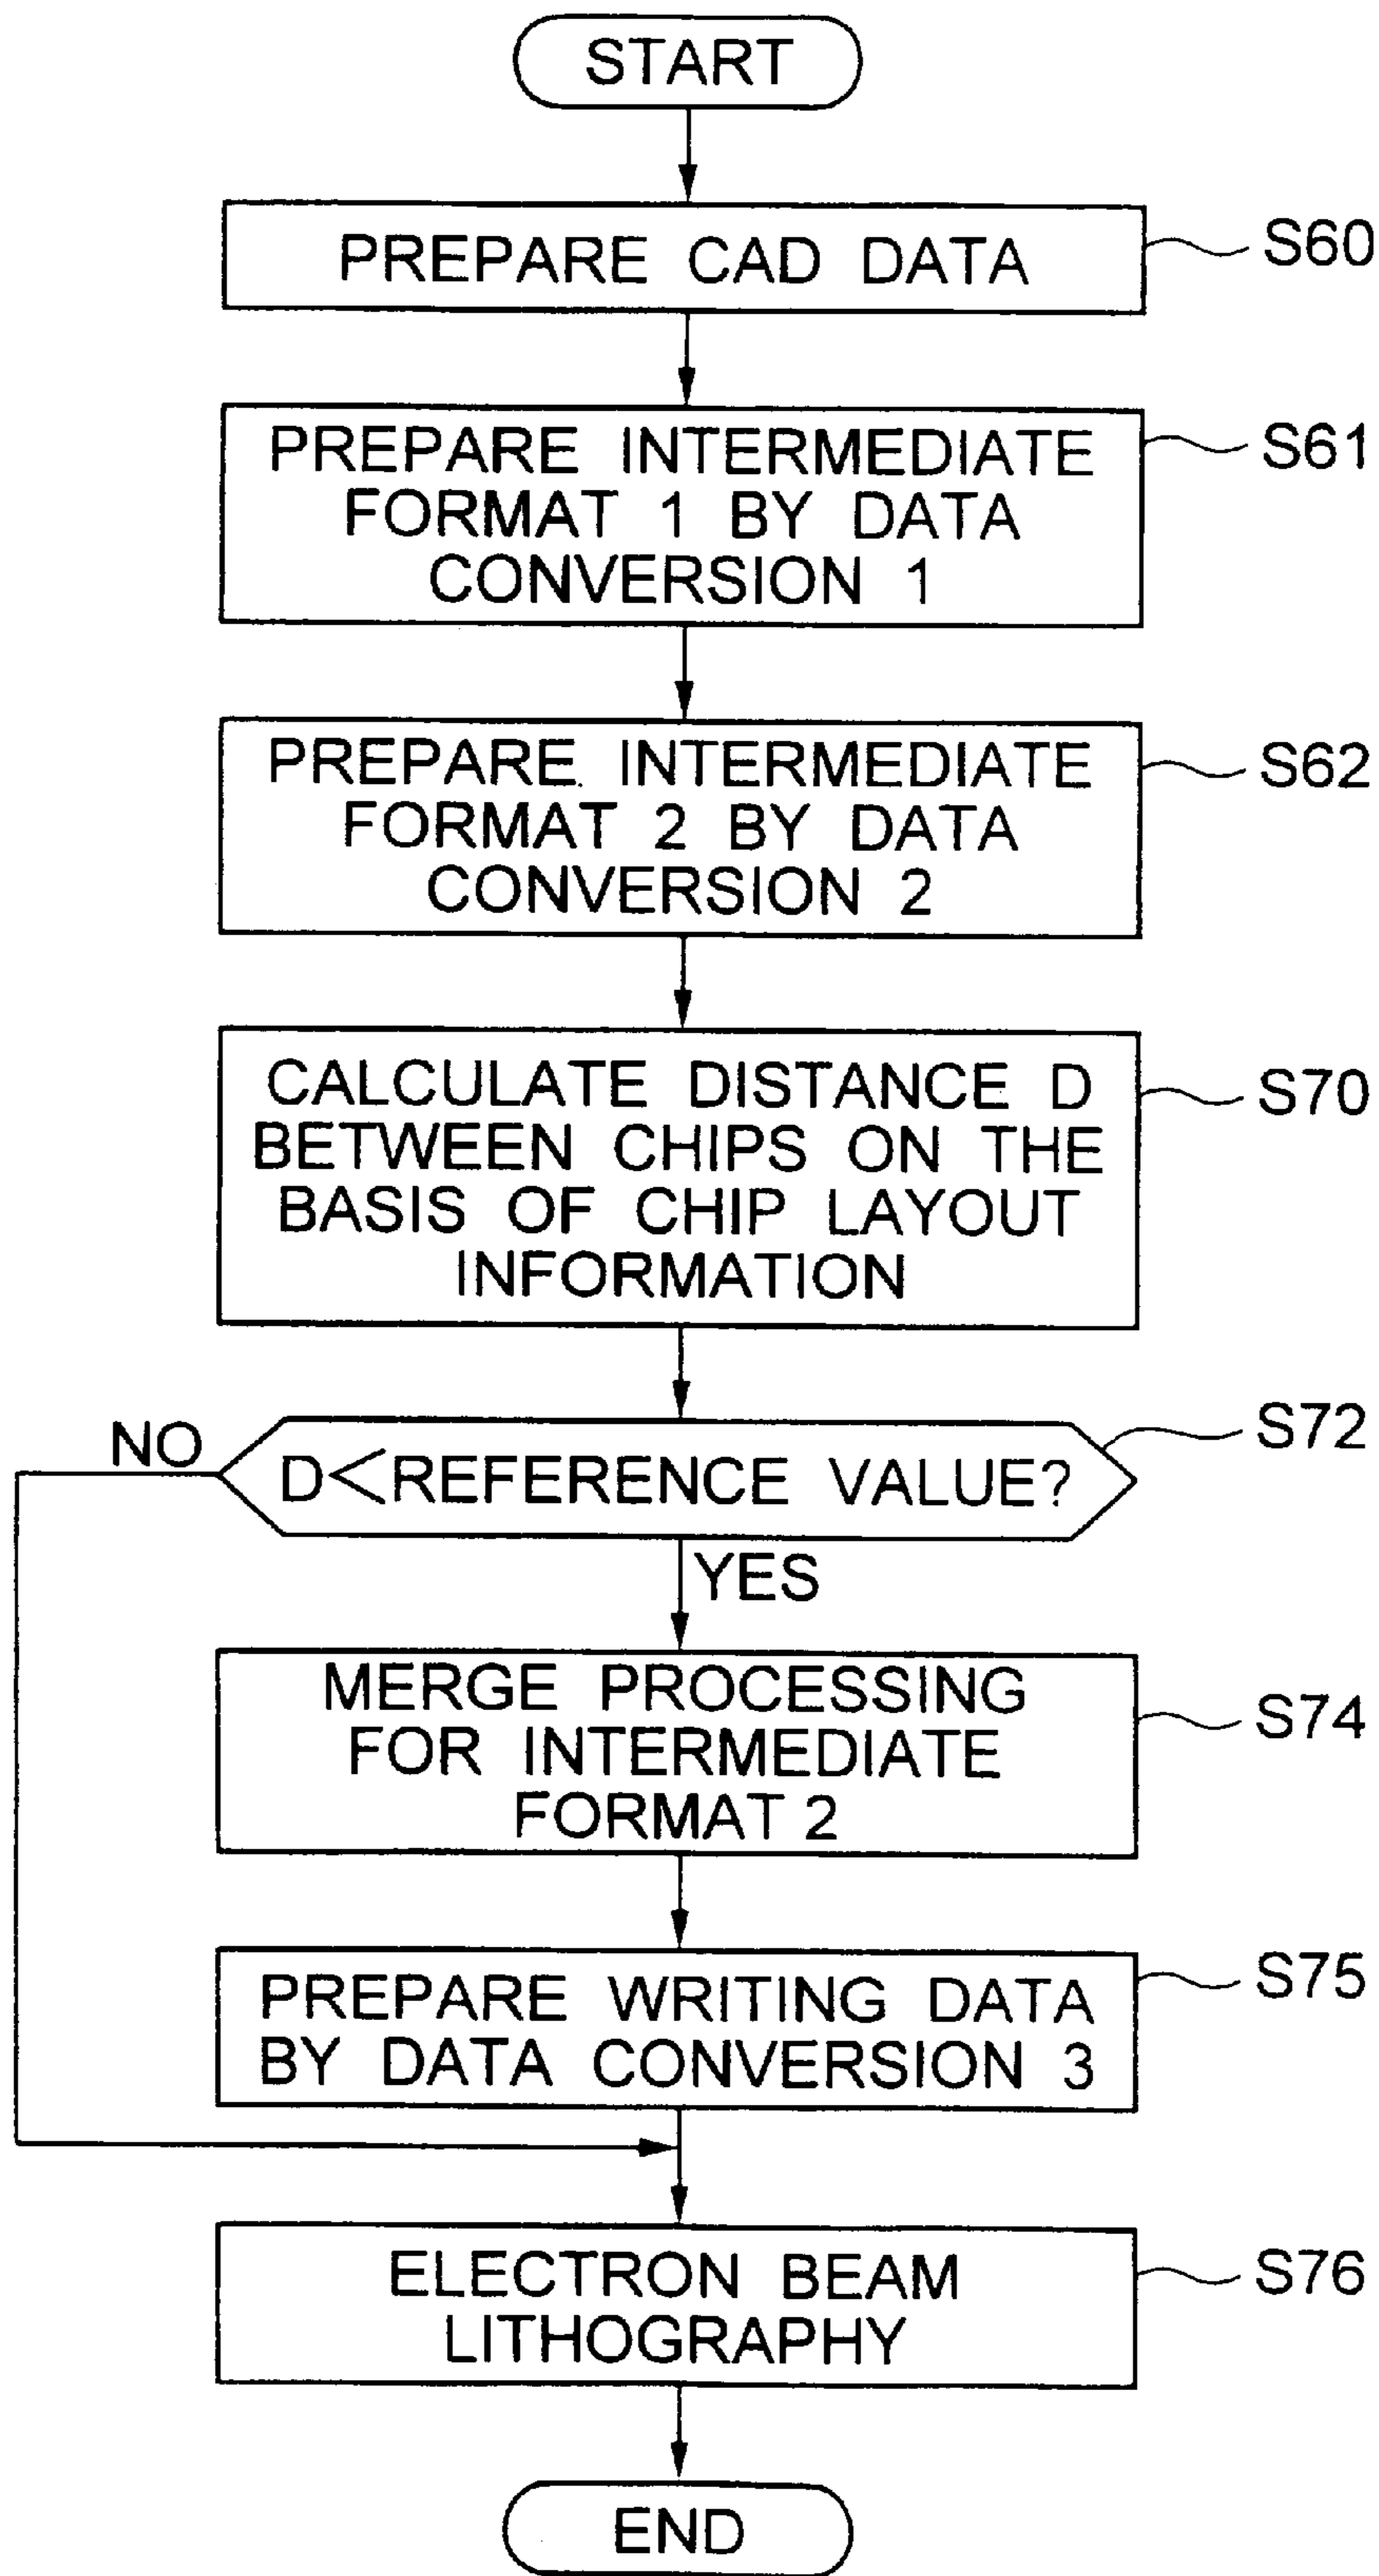 START
PREPARE CAD DATA
S60
PREPARE INTERMEDIATE
FORMAT 1 BY DATA
CONVERSION 1
S61
PREPARE INTERMEDIATE
FORMAT 2 BY DATA
CONVERSION 2
S62
CALCULATE DISTANCE D
BETWEEN CHIPS ON THE
BASIS OF CHIP LAYOUT
INFORMATION
S70
NO
D<REFERENCE VALUE?
S72
YES
MERGE PROCESSING
FOR INTERMEDIATE
FORMAT 2
S74
PREPARE WRITING DATA
BY DATA CONVERSION 3
S75
ELECTRON BEAM
LITHOGRAPHY
S76
END